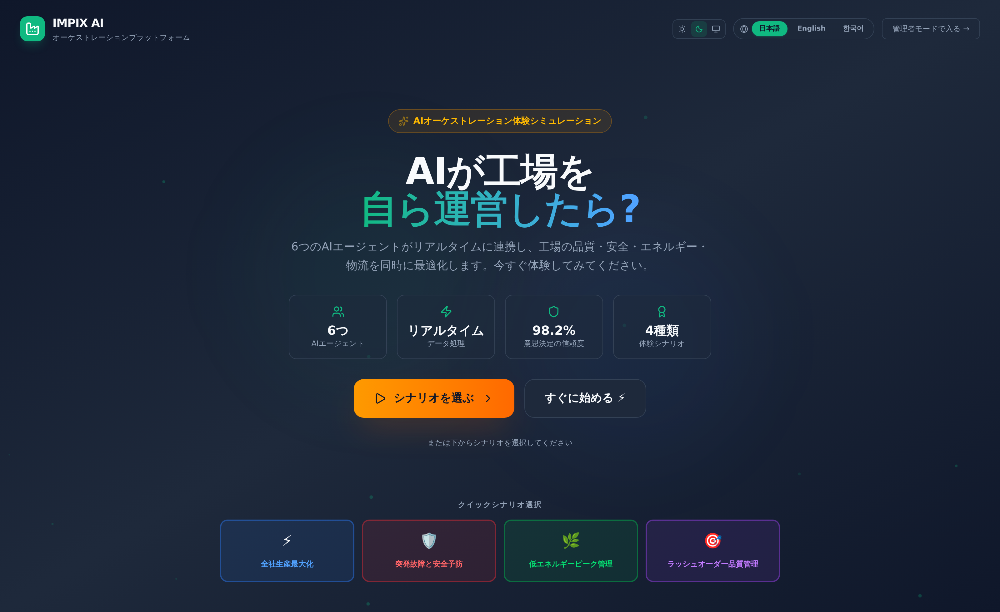 IMPIX AI
オーケストレーションプラットフォーム
日本語 English 한국어
管理者モードで入る →
AIオーケストレーション体験シミュレーション
AIが工場を
自ら運営したら?
6つのAIエージェントがリアルタイムに連携し、工場の品質・安全・エネルギー・
物流を同時に最適化します。今すぐ体験してみてください。
6つ
AIエージェント
リアルタイム
データ処理
98.2%
意思決定の信頼度
4種類
体験シナリオ
シナリオを選ぶ
すぐに始める ⚡
または下からシナリオを選択してください
クイックシナリオ選択
全社生産最大化
突発故障と安全予防
低エネルギーピーク管理
ラッシュオーダー品質管理